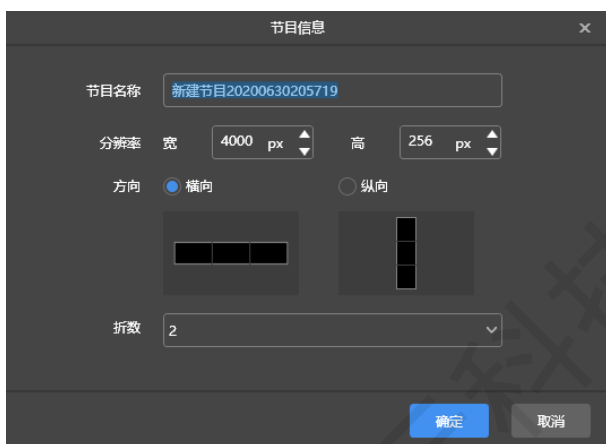 节目信息 ×
节目名称 新建节目20200630205719
分辨率 宽 4000 px 高 256 px
方向 横向 纵向
折数 2
确定 取消
科技